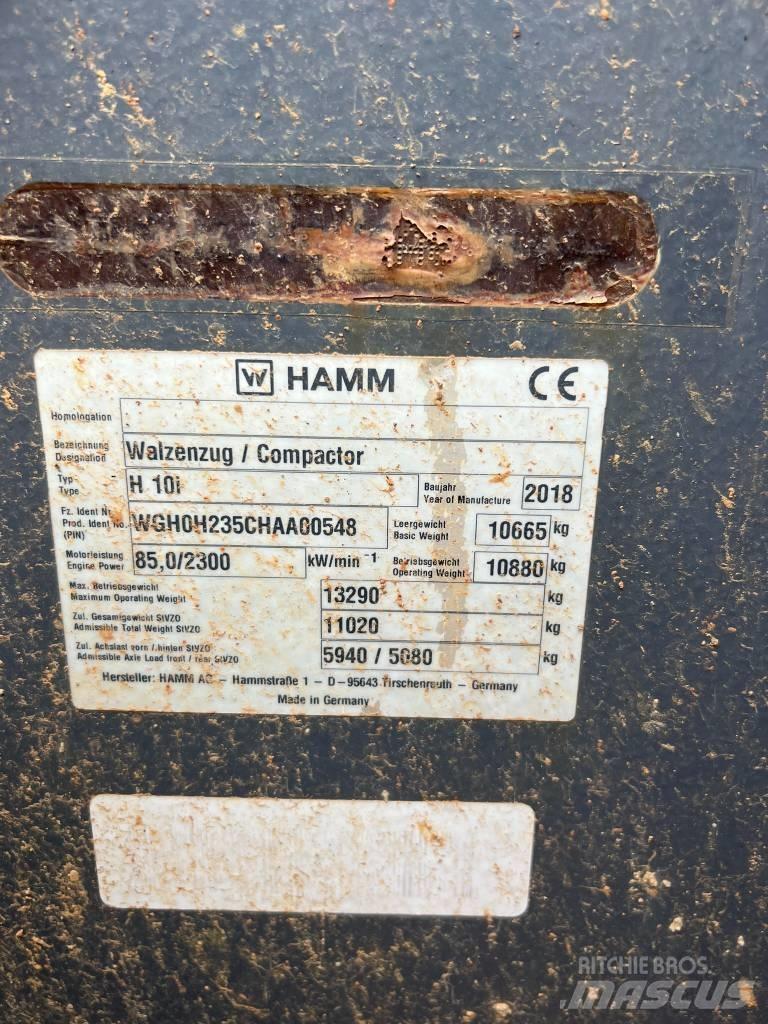 W HAMM CE
Homologation
Bezeichnung
Designation
Walzenzug / Compactor
Typ
Type
H 10i
Baujahr
Year of Manufacture
2018
Fz. Ident Nr.
Prod. Ident No.
(PIN)
WGH0H235CHAA00548
Leergewicht
Basic Weight
10665 kg
Motorleistung
Engine Power
85,0/2300 kW/min⁻¹
Betriebsgewicht
Operating Weight
10880 kg
Max. Betriebsgewicht
Maximum Operating Weight
13290 kg
Zul. Gesamtgewicht StVZO
Admissible Total Weight StVZO
11020 kg
Zul. Achslast vorn / hinten StVZO
Admissible Axle Load front / rear StVZO
5940 / 5080 kg
Hersteller: HAMM AG – Hammstraße 1 – D-95643 Tirschenreuth – Germany
Made in Germany
RITCHIE BROS.
MASCUS